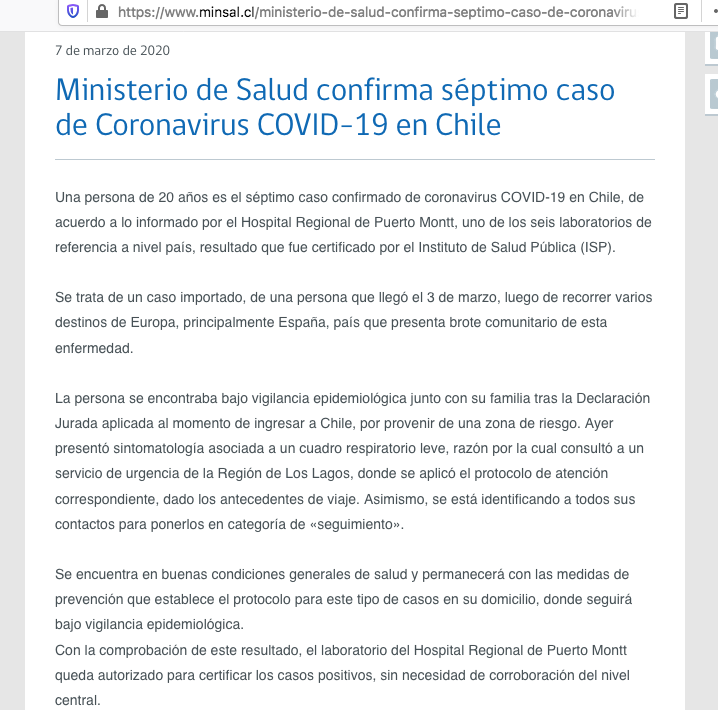 https://www.minsal.cl/ministerio-de-salud-confirma-septimo-caso-de-coronaviru
7 de marzo de 2020
Ministerio de Salud confirma séptimo caso
de Coronavirus COVID-19 en Chile
Una persona de 20 años es el séptimo caso confirmado de coronavirus COVID-19 en Chile, de
acuerdo a lo informado por el Hospital Regional de Puerto Montt, uno de los seis laboratorios de
referencia a nivel país, resultado que fue certificado por el Instituto de Salud Pública (ISP).
Se trata de un caso importado, de una persona que llegó el 3 de marzo, luego de recorrer varios
destinos de Europa, principalmente España, país que presenta brote comunitario de esta
enfermedad.
La persona se encontraba bajo vigilancia epidemiológica junto con su familia tras la Declaración
Jurada aplicada al momento de ingresar a Chile, por provenir de una zona de riesgo. Ayer
presentó sintomatología asociada a un cuadro respiratorio leve, razón por la cual consultó a un
servicio de urgencia de la Región de Los Lagos, donde se aplicó el protocolo de atención
correspondiente, dado los antecedentes de viaje. Asimismo, se está identificando a todos sus
contactos para ponerlos en categoría de «seguimiento».
Se encuentra en buenas condiciones generales de salud y permanecerá con las medidas de
prevención que establece el protocolo para este tipo de casos en su domicilio, donde seguirá
bajo vigilancia epidemiológica.
Con la comprobación de este resultado, el laboratorio del Hospital Regional de Puerto Montt
queda autorizado para certificar los casos positivos, sin necesidad de corroboración del nivel
central.